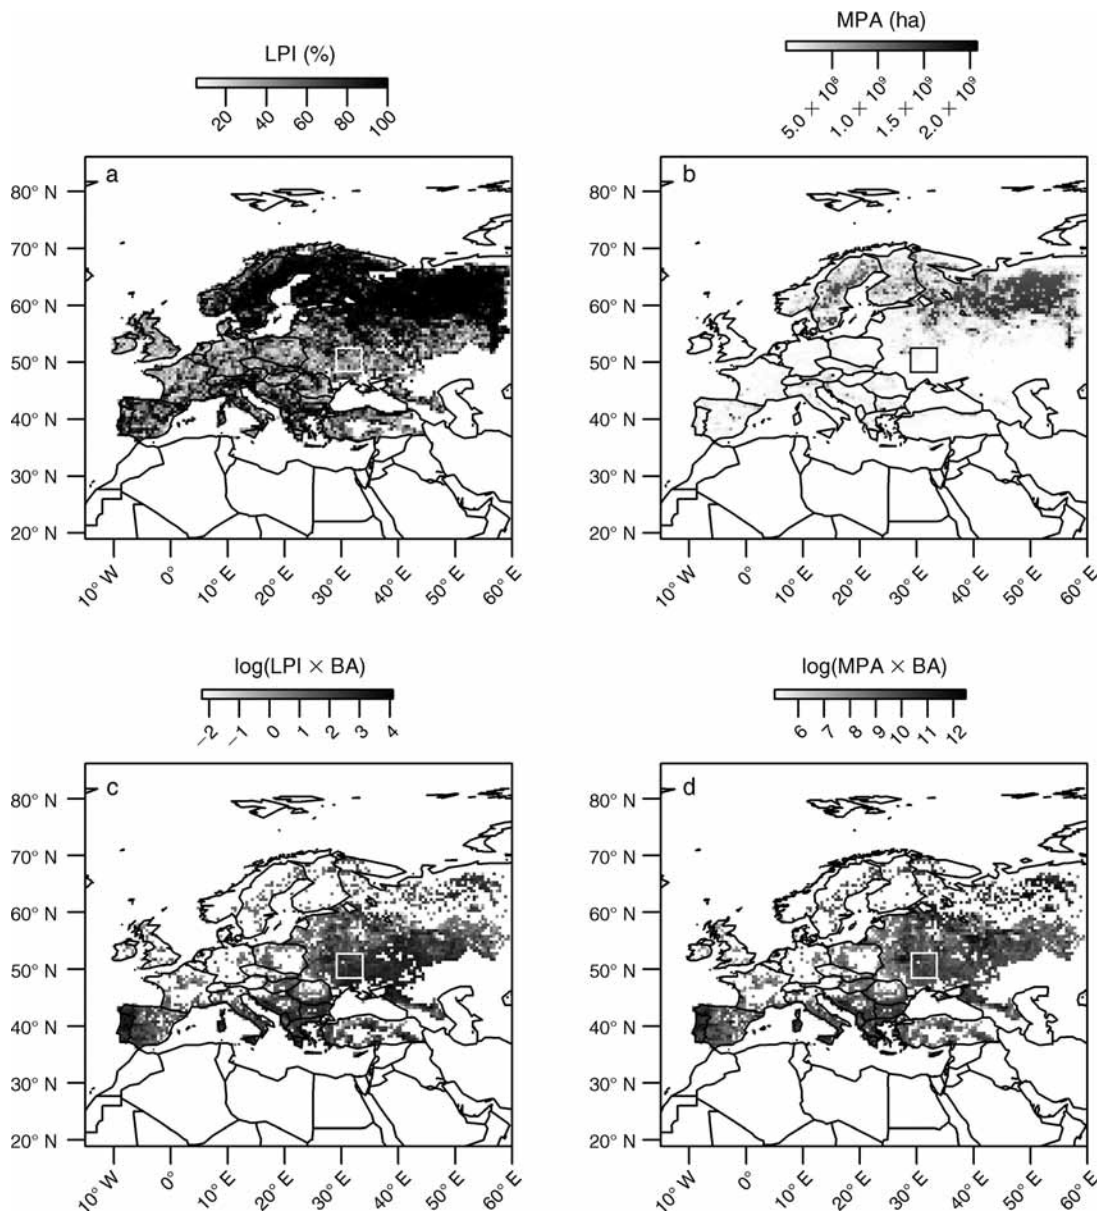 LPI (%)
20 40 60 80 100
MPA (ha)
5.0 × 10⁸ 1.0 × 10⁹ 1.5 × 10⁹ 2.0 × 10⁹
a
80° N
70° N
60° N
50° N
40° N
30° N
20° N
10° W 0° 10° E 20° E 30° E 40° E 50° E 60° E
b
80° N
70° N
60° N
50° N
40° N
30° N
20° N
10° W 0° 10° E 20° E 30° E 40° E 50° E 60° E
log(LPI × BA)
−2 −1 0 1 2 3 4
log(MPA × BA)
6 7 8 9 10 11 12
c
80° N
70° N
60° N
50° N
40° N
30° N
20° N
10° W 0° 10° E 20° E 30° E 40° E 50° E 60° E
d
80° N
70° N
60° N
50° N
40° N
30° N
20° N
10° W 0° 10° E 20° E 30° E 40° E 50° E 60° E